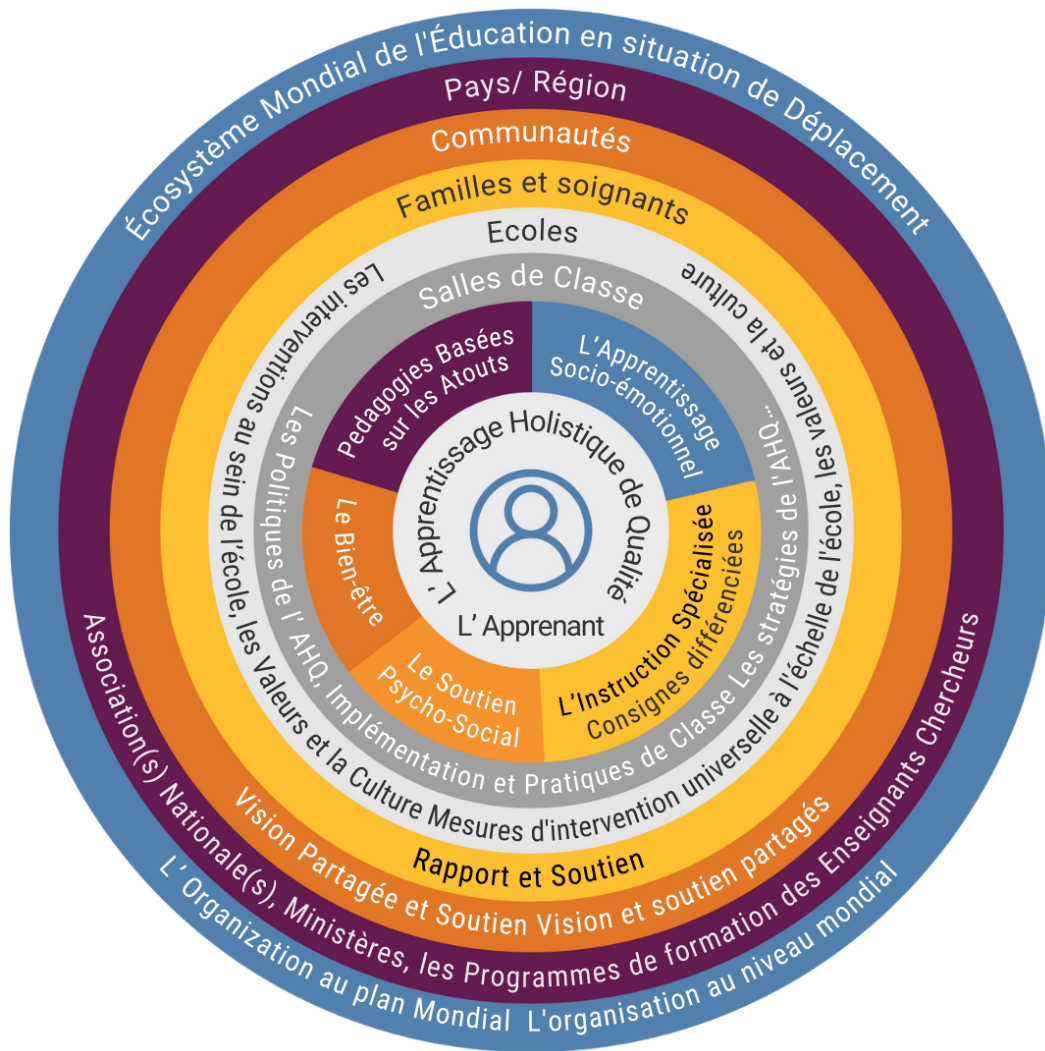 Écosystème Mondial de l'Éducation en situation de Déplacement
Pays/ Région
Communautés
Familles et soignants
Ecoles
Salles de Classe
Pedagogies Basées
sur les Atouts
L'Apprentissage
Socio-émotionnel
L' Apprentissage Holistique de Qualité
L' Apprenant
Le Bien-être
Le Soutien
Psycho-Social
L'Instruction Spécialisée
Consignes différenciées
Les Politiques de l' AHQ, Implémentation et Pratiques de Classe Les stratégies de l'AHQ...
Les interventions au sein de l'école, les Valeurs et la Culture Mesures d'intervention universelle à l'échelle de l'école, les valeurs et la culture
Rapport et Soutien
Vision Partagée et Soutien Vision et soutien partagés
Association(s) Nationale(s), Ministères, les Programmes de formation des Enseignants Chercheurs
L' Organization au plan Mondial L'organisation au niveau mondial